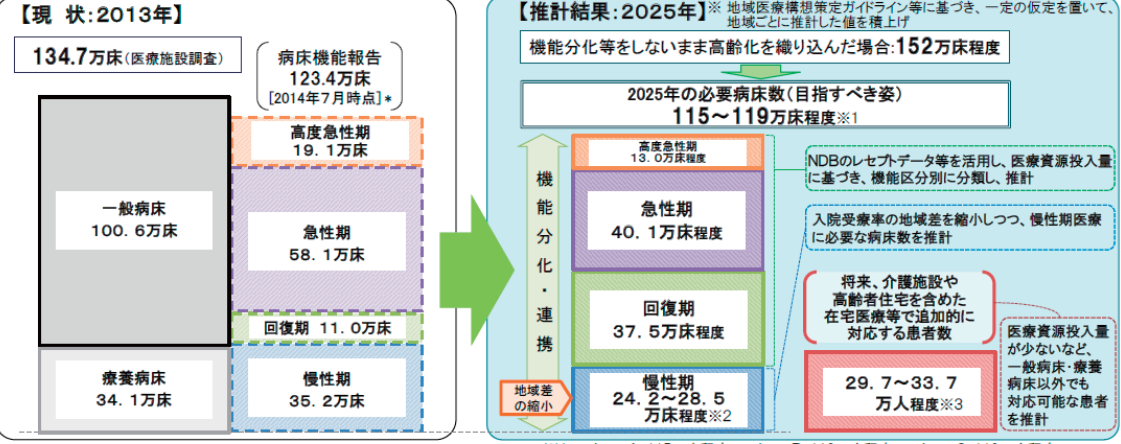 【現 状:2013年】
134.7万床(医療施設調査)
病床機能報告
123.4万床
[2014年7月時点]*
一般病床
100.6万床
療養病床
34.1万床
高度急性期
19.1万床
急性期
58.1万床
回復期 11.0万床
慢性期
35.2万床
【推計結果:2025年】※ 地域医療構想策定ガイドライン等に基づき、一定の仮定を置いて、
地域ごとに推計した値を積上げ
機能分化等をしないまま高齢化を織り込んだ場合:152万床程度
2025年の必要病床数(目指すべき姿)
115~119万床程度※1
機能分化・連携
地域差
の縮小
高度急性期
13.0万床程度
急性期
40.1万床程度
回復期
37.5万床程度
慢性期
24.2~28.5
万床程度※2
NDBのレセプトデータ等を活用し、医療資源投入量
に基づき、機能区分別に分類し、推計
入院受療率の地域差を縮小しつつ、慢性期医療
に必要な病床数を推計
将来、介護施設や
高齢者住宅を含めた
在宅医療等で追加的に
対応する患者数
29.7~33.7
万人程度※3
医療資源投入量
が少ないなど、
一般病床・療養
病床以外でも
対応可能な患者
を推計